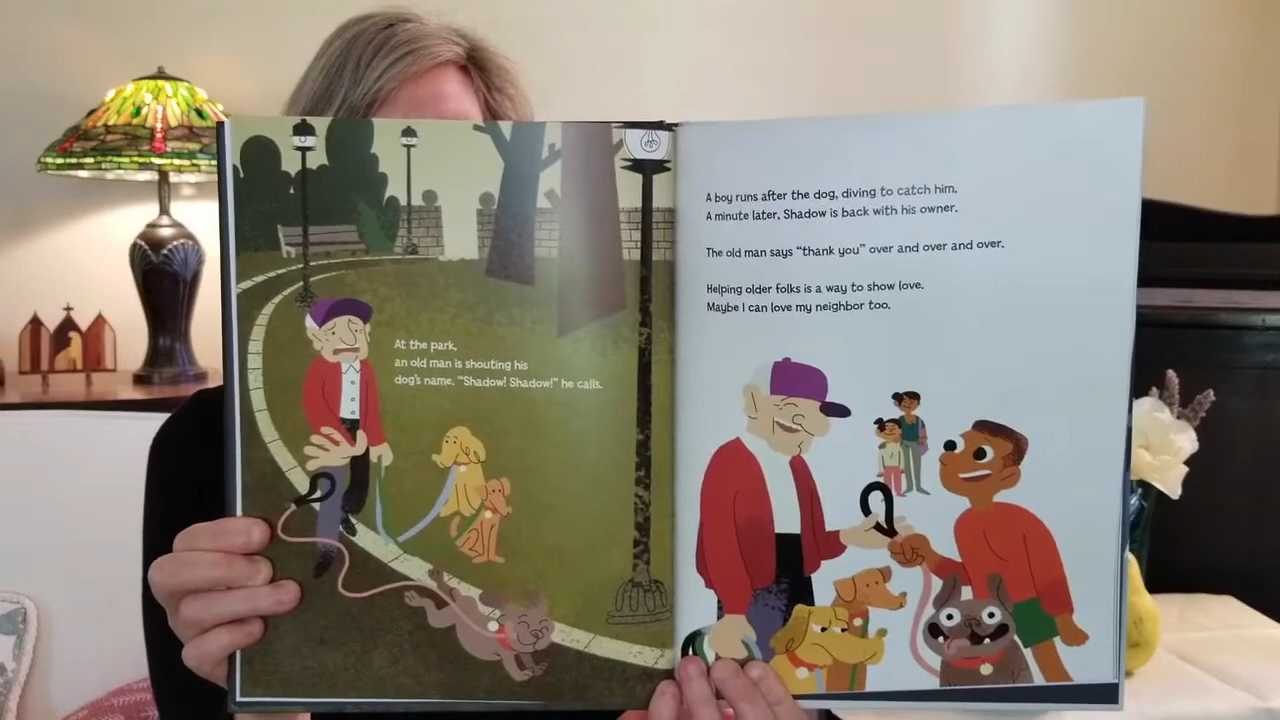 At the park,
an old man is shouting his
dog's name. "Shadow! Shadow!" he calls.
A boy runs after the dog, diving to catch him.
A minute later, Shadow is back with his owner.
The old man says "thank you" over and over and over.
Helping older folks is a way to show love.
Maybe I can love my neighbor too.